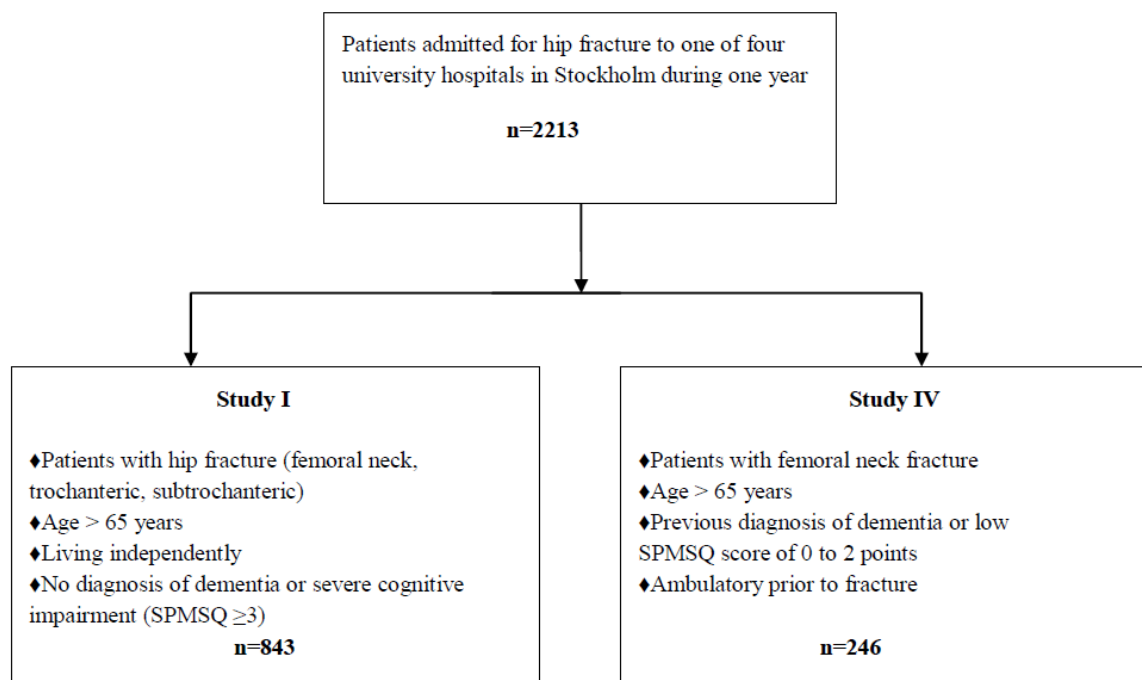 Patients admitted for hip fracture to one of four
university hospitals in Stockholm during one year
n=2213
Study I
♦Patients with hip fracture (femoral neck,
trochanteric, subtrochanteric)
♦Age > 65 years
♦Living independently
♦No diagnosis of dementia or severe cognitive
impairment (SPMSQ ≥3)
n=843
Study IV
♦Patients with femoral neck fracture
♦Age > 65 years
♦Previous diagnosis of dementia or low
SPMSQ score of 0 to 2 points
♦Ambulatory prior to fracture
n=246